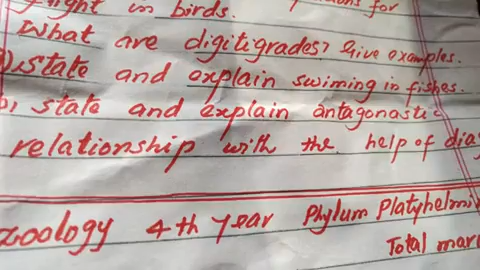 flight in birds. for
What are digitigrades? Give examples.
state and explain swiming in fishes.
state and explain antagonastic
relationship with the help of dia
zoology 4th year Phylum Platyhelmi
Total mar